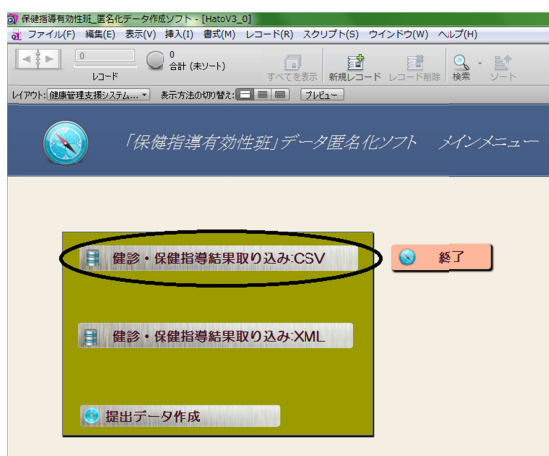 保健指導有効性班_匿名化データ作成ソフト - [HatoV3_0]
ファイル(F) 編集(E) 表示(V) 挿入(I) 書式(M) レコード(R) スクリプト(S) ウインドウ(W) ヘルプ(H)
0
0
合計 (未ソート)
レコード すべてを表示 新規レコード レコード削除 検索 ソート
レイアウト: 健康管理支援システム... 表示方法の切り替え: プレビュー
「保健指導有効性班」データ匿名化ソフト メインメニュー
健診・保健指導結果取り込み:CSV
終了
健診・保健指導結果取り込み:XML
提出データ作成